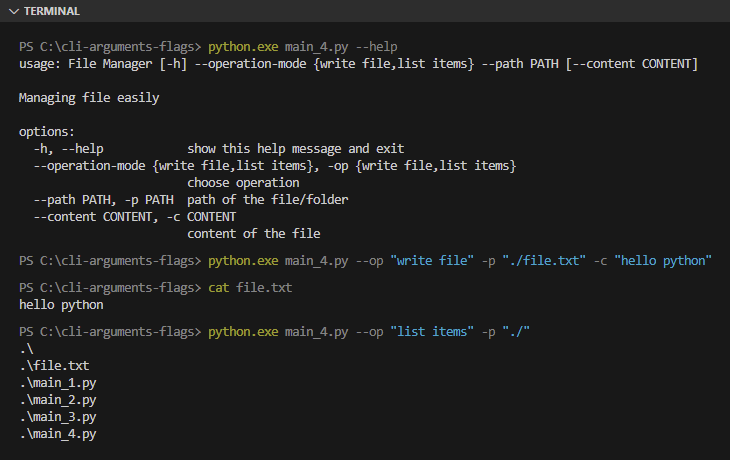 TERMINAL
PS C:\cli-arguments-flags> python.exe main_4.py --help
usage: File Manager [-h] --operation-mode {write file,list items} --path PATH [--content CONTENT]
Managing file easily
options:
  -h, --help            show this help message and exit
  --operation-mode {write file,list items}, -op {write file,list items}
                        choose operation
  --path PATH, -p PATH  path of the file/folder
  --content CONTENT, -c CONTENT
                        content of the file
PS C:\cli-arguments-flags> python.exe main_4.py --op "write file" -p "./file.txt" -c "hello python"
PS C:\cli-arguments-flags> cat file.txt
hello python
PS C:\cli-arguments-flags> python.exe main_4.py --op "list items" -p "./"
.\
.\file.txt
.\main_1.py
.\main_2.py
.\main_3.py
.\main_4.py